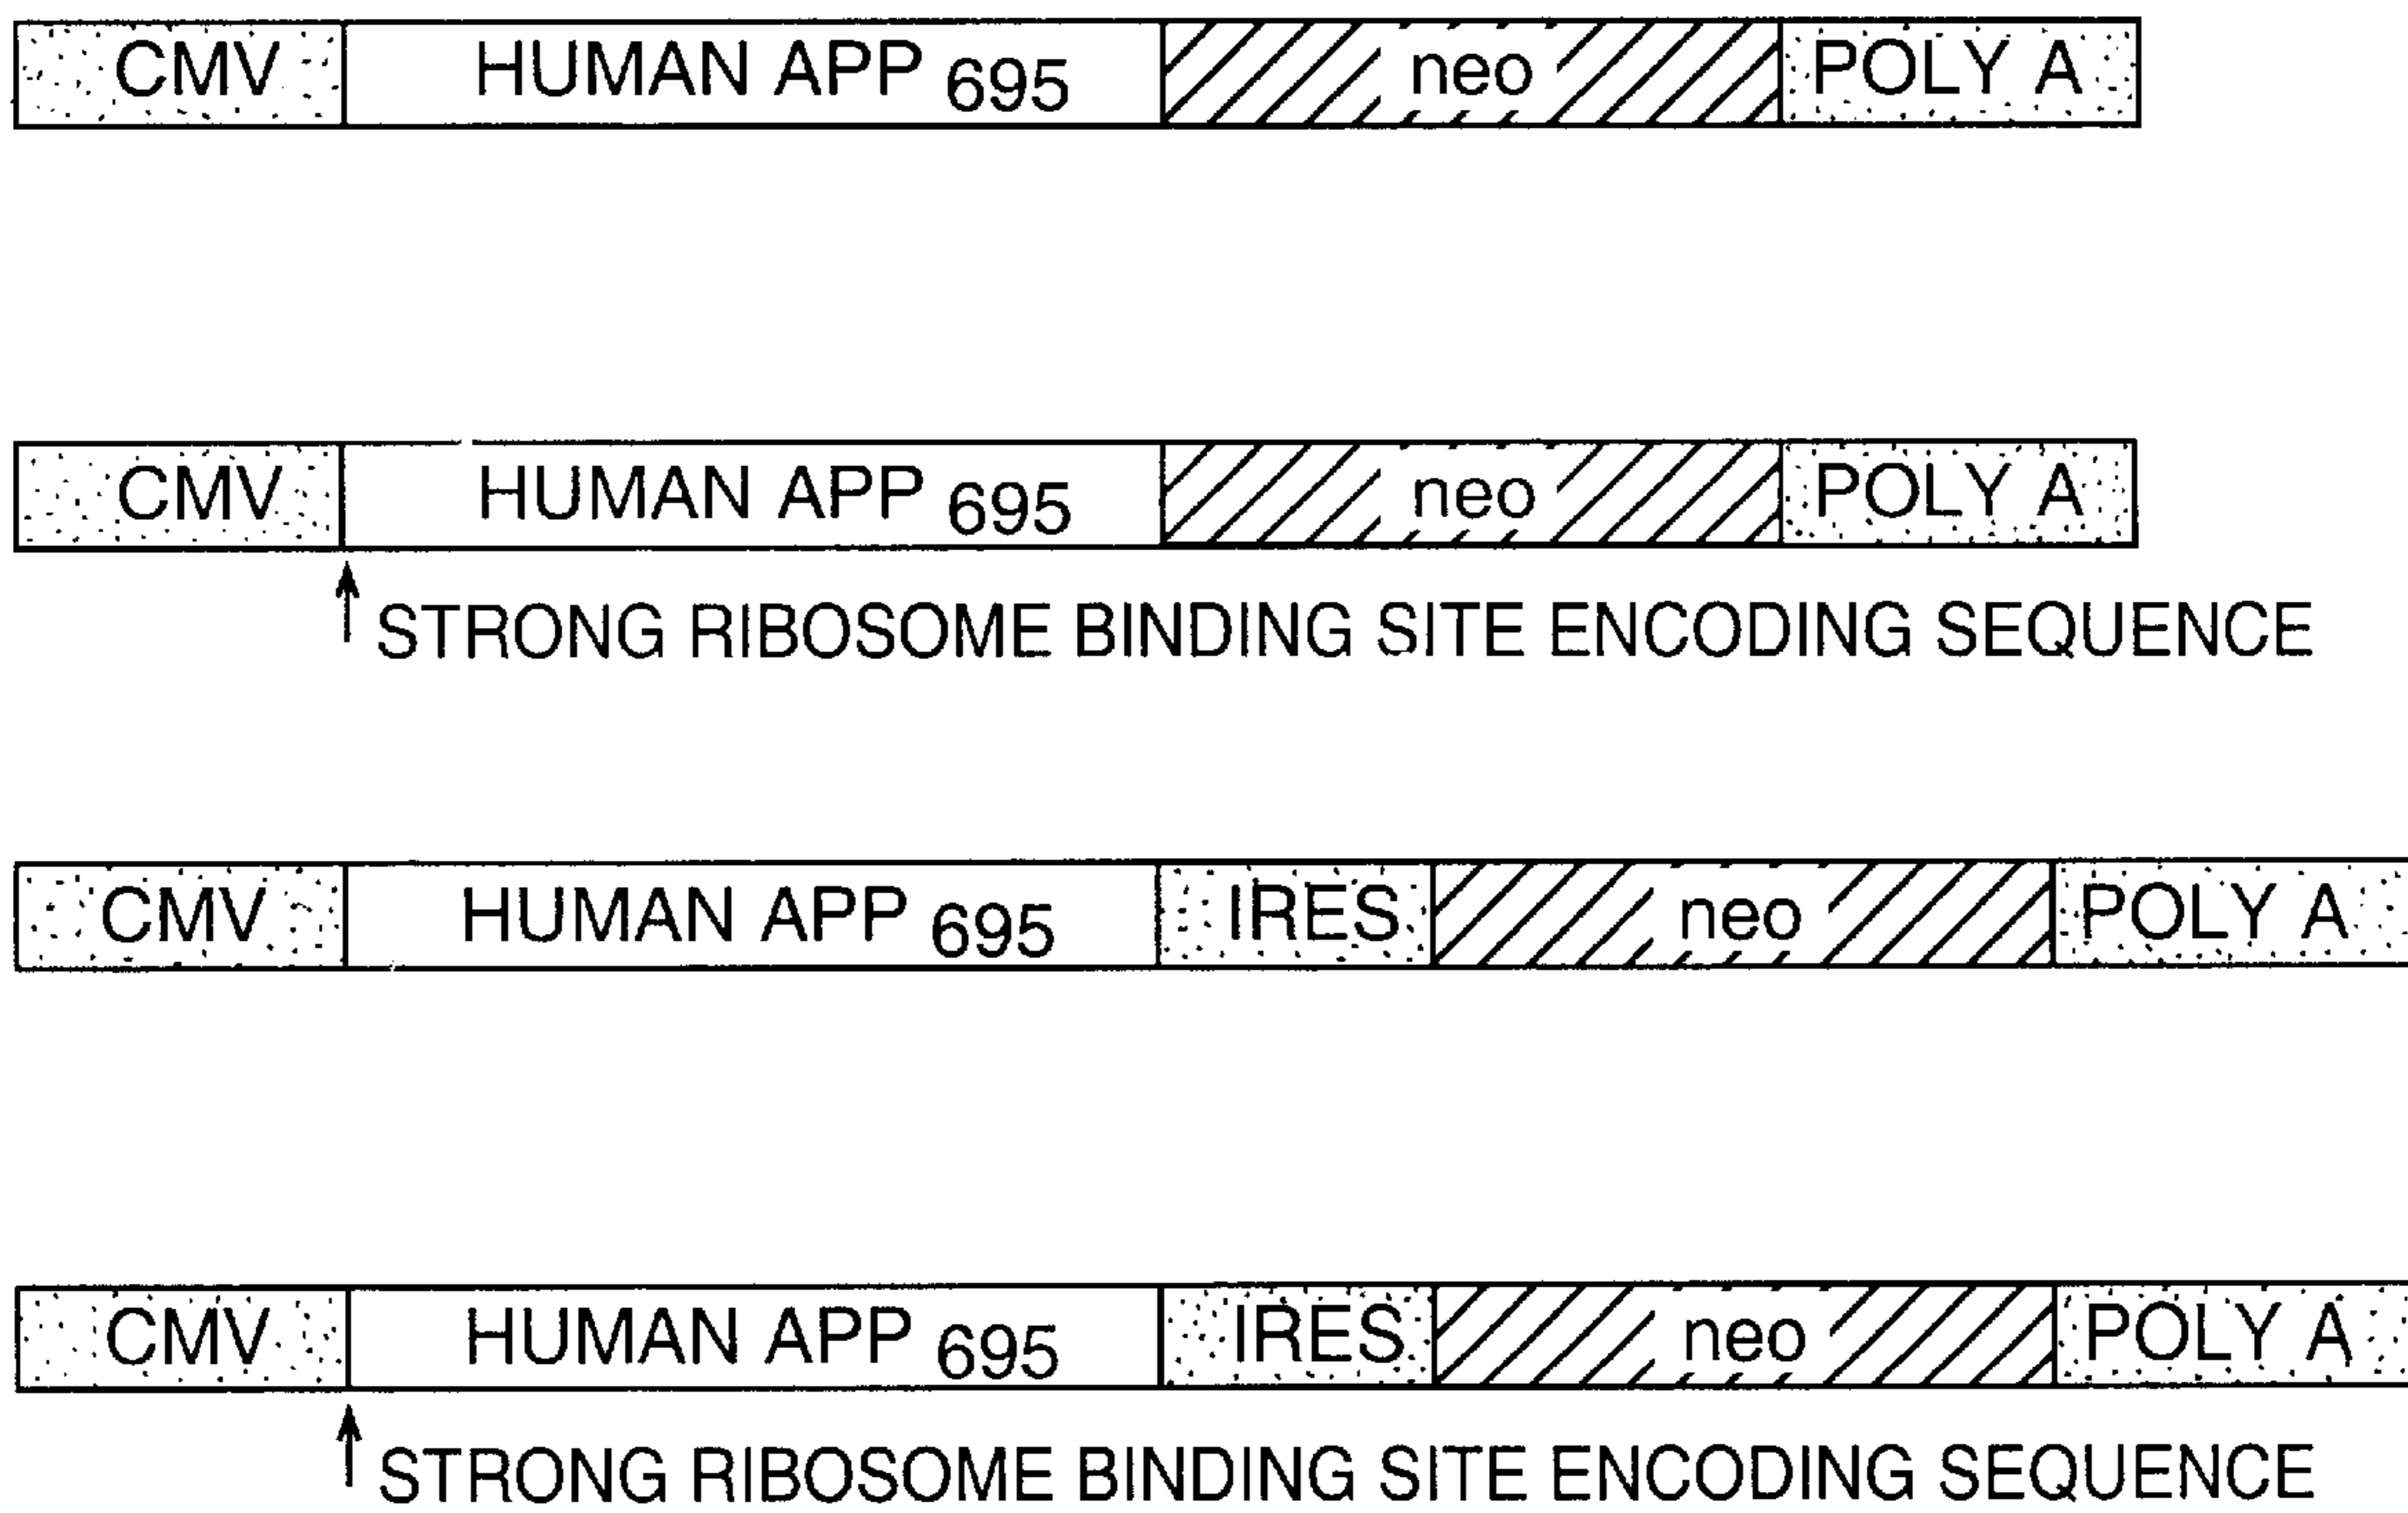 CMV HUMAN APP 695 neo POLY A
CMV HUMAN APP 695 neo POLY A
STRONG RIBOSOME BINDING SITE ENCODING SEQUENCE
CMV HUMAN APP 695 IRES neo POLY A
CMV HUMAN APP 695 IRES neo POLY A
STRONG RIBOSOME BINDING SITE ENCODING SEQUENCE